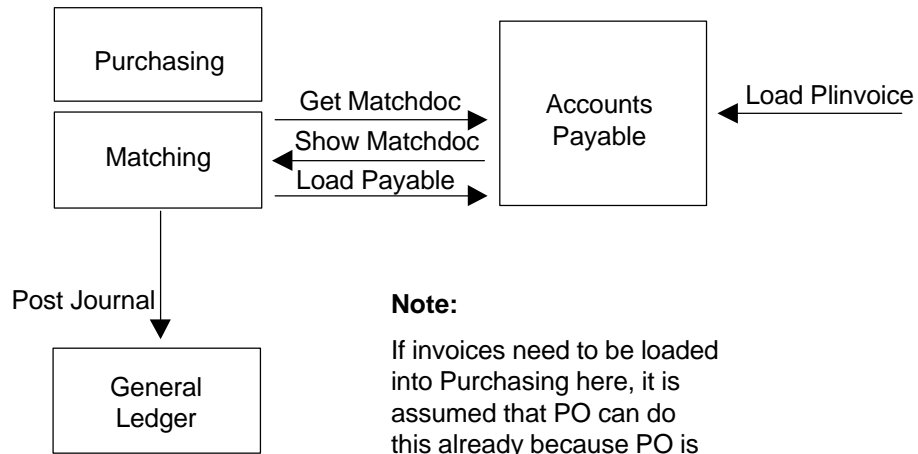 Purchasing
Get Matchdoc
Accounts
Payable
Load Plinvoice
Matching
Show Matchdoc
Load Payable
Post Journal
Note:
If invoices need to be loaded
into Purchasing here, it is
assumed that PO can do
this already because PO is
General
Ledger